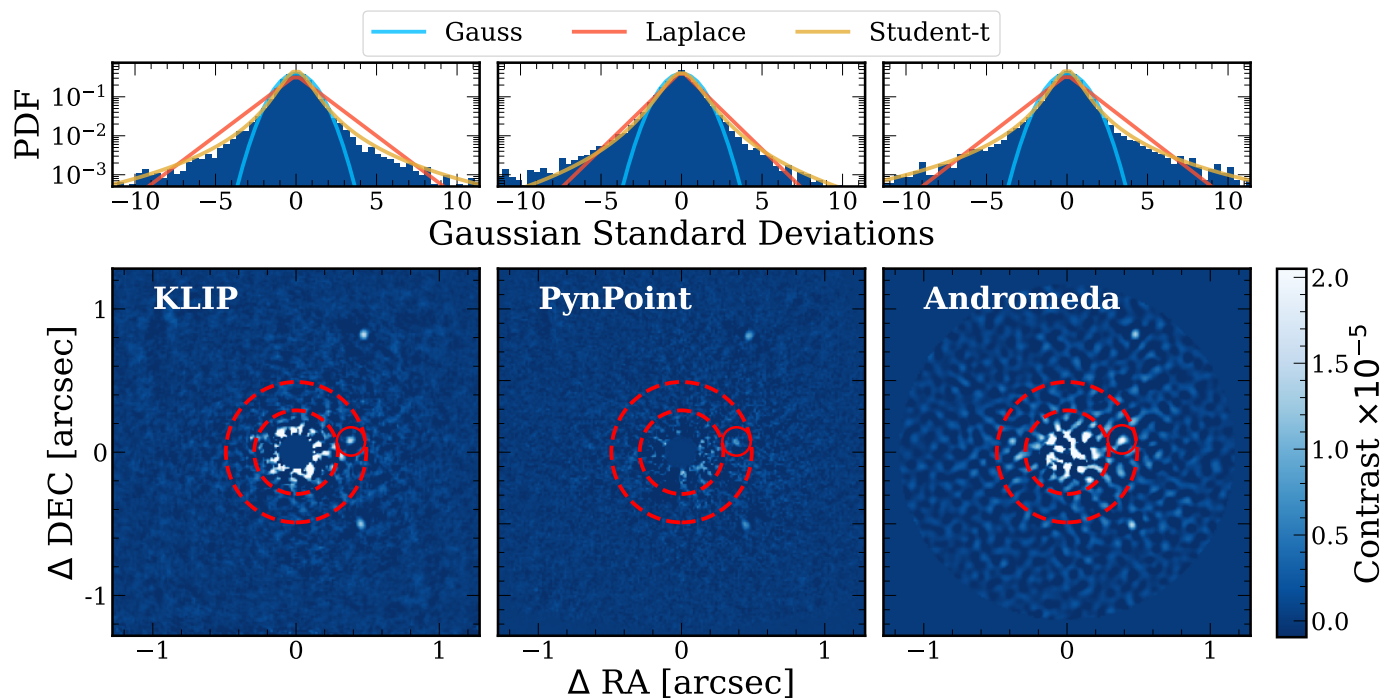 Gauss Laplace Student-t
PDF
10⁻¹
10⁻²
10⁻³
−10 −5 0 5 10 −10 −5 0 5 10 −10 −5 0 5 10
Gaussian Standard Deviations
KLIP PynPoint Andromeda
Δ DEC [arcsec]
1
0
-1
−1 0 1 −1 0 1 −1 0 1
Δ RA [arcsec]
2.0
1.5
1.0
0.5
0.0
Contrast ×10⁻⁵